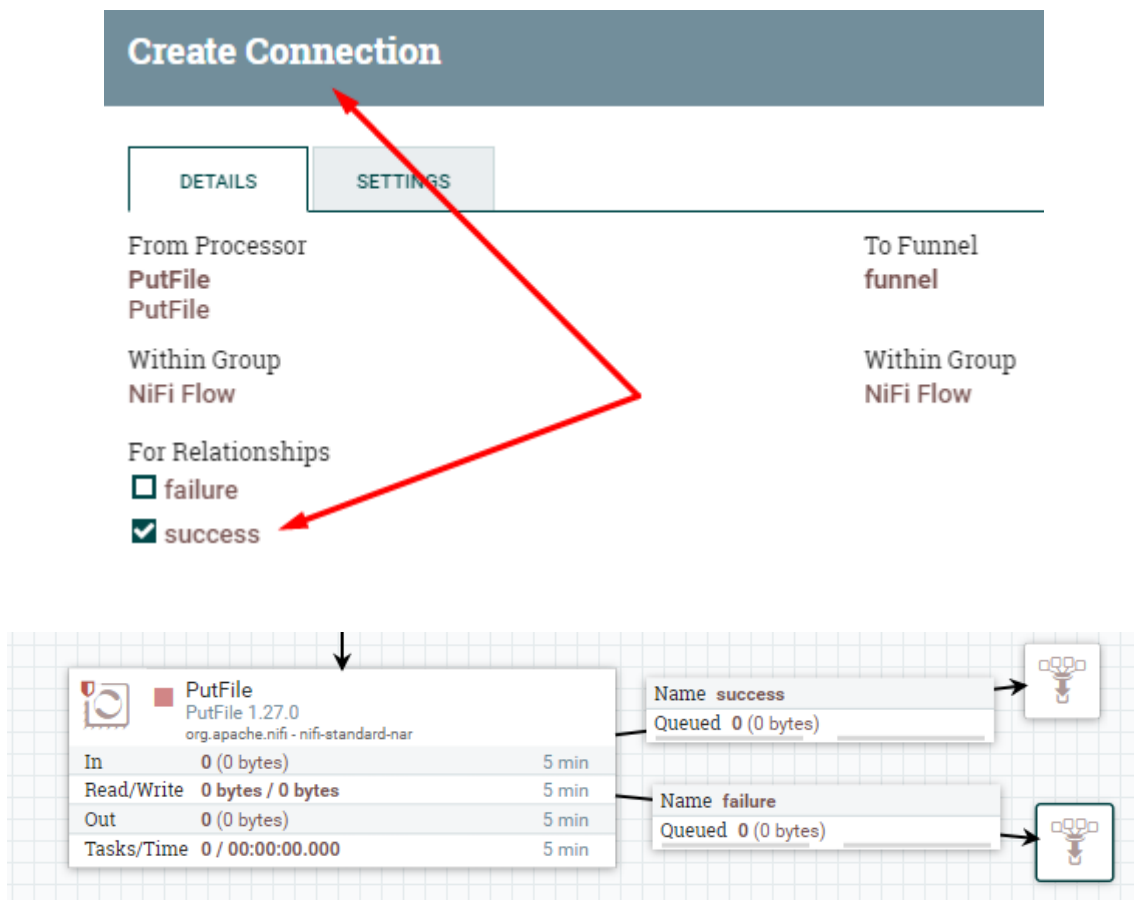 Create Connection
DETAILS
SETTINGS
From Processor
PutFile
PutFile
To Funnel
funnel
Within Group
NiFi Flow
Within Group
NiFi Flow
For Relationships
failure
success
PutFile
PutFile 1.27.0
org.apache.nifi - nifi-standard-nar
In 0 (0 bytes) 5 min
Read/Write 0 bytes / 0 bytes 5 min
Out 0 (0 bytes) 5 min
Tasks/Time 0 / 00:00:00.000 5 min
Name success
Queued 0 (0 bytes)
Name failure
Queued 0 (0 bytes)